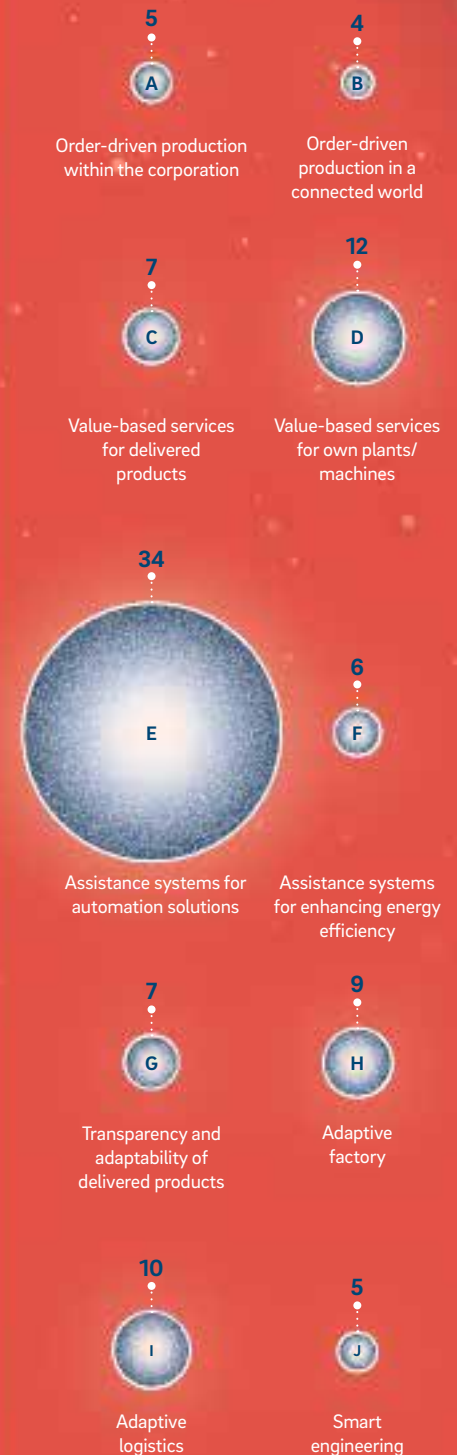 5
A
Order-driven production
within the corporation
4
B
Order-driven
production in a
connected world
7
C
Value-based services
for delivered
products
12
D
Value-based services
for own plants/
machines
34
E
Assistance systems for
automation solutions
6
F
Assistance systems
for enhancing energy
efficiency
7
G
Transparency and
adaptability of
delivered products
9
H
Adaptive
factory
10
I
Adaptive
logistics
5
J
Smart
engineering